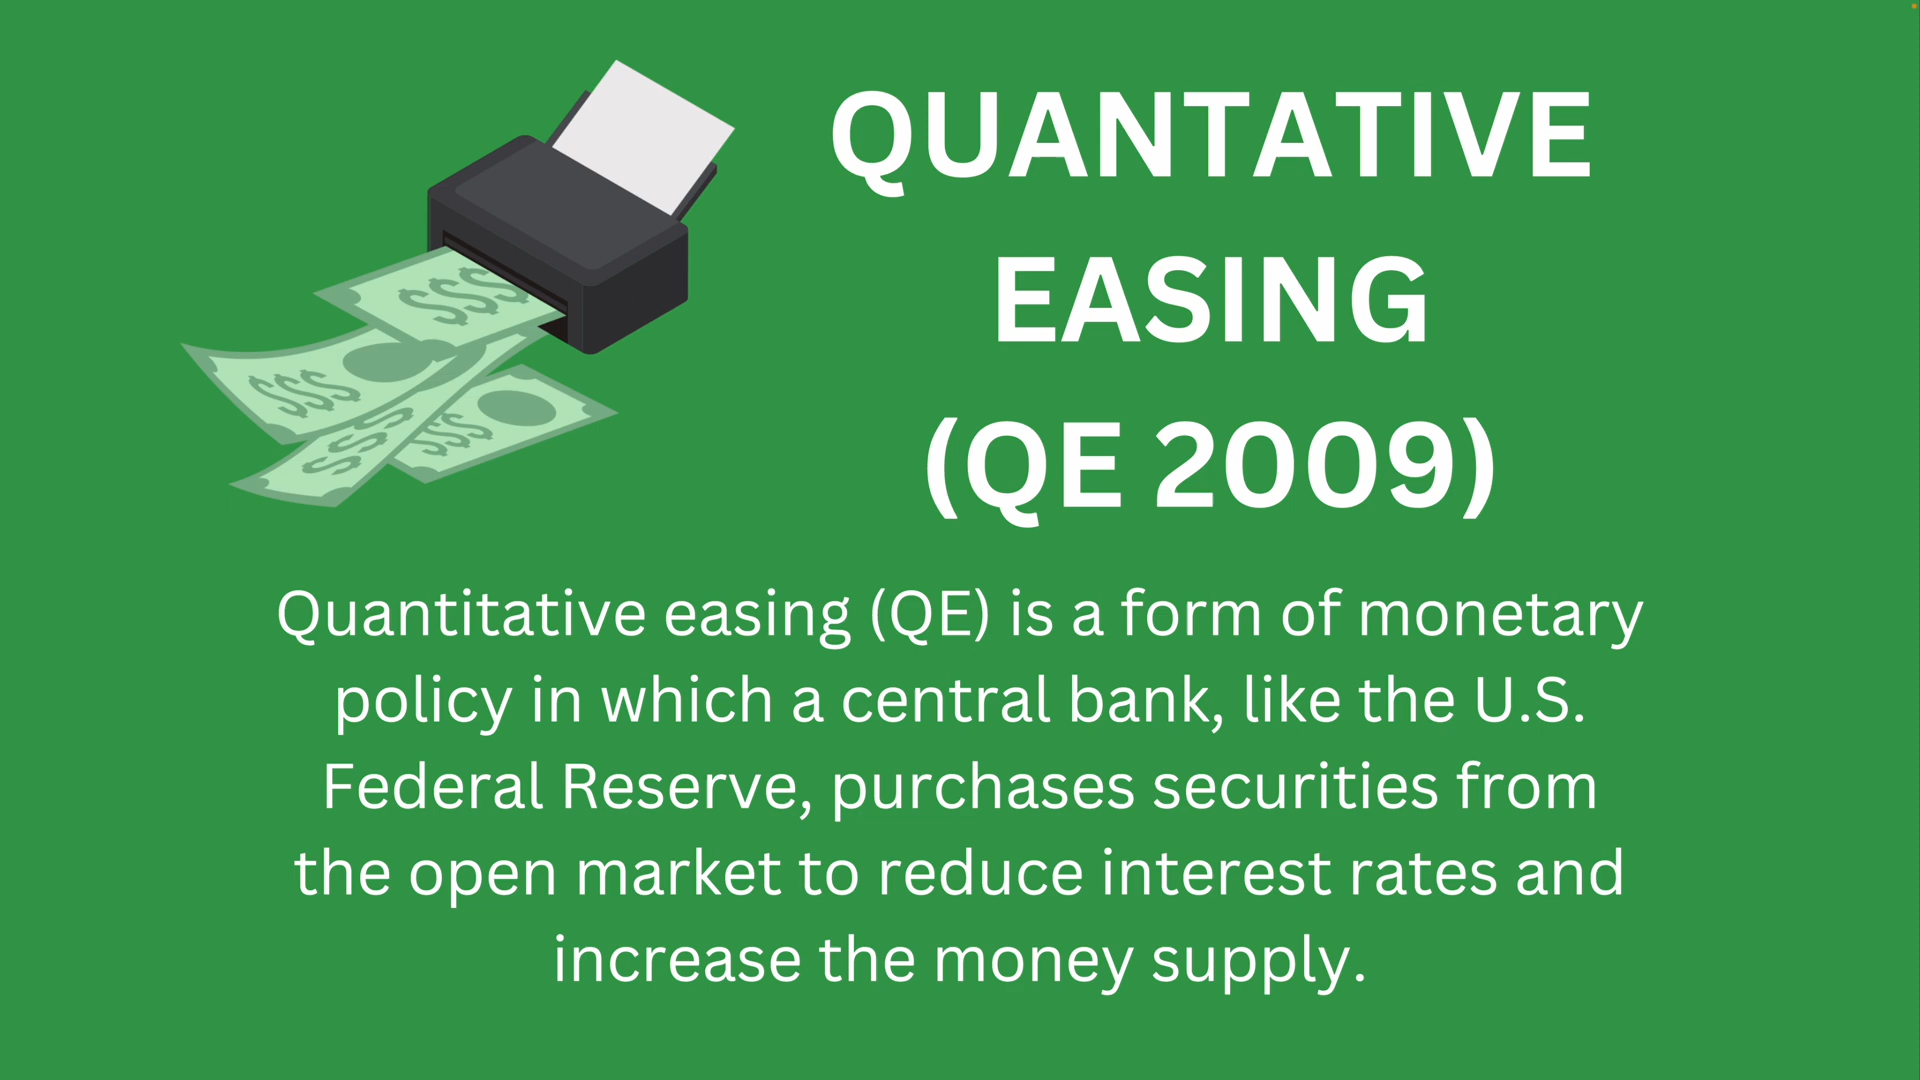 QUANTATIVE
EASING
(QE 2009)
Quantitative easing (QE) is a form of monetary
policy in which a central bank, like the U.S.
Federal Reserve, purchases securities from
the open market to reduce interest rates and
increase the money supply.
$$$
$$$
$$$
$$$